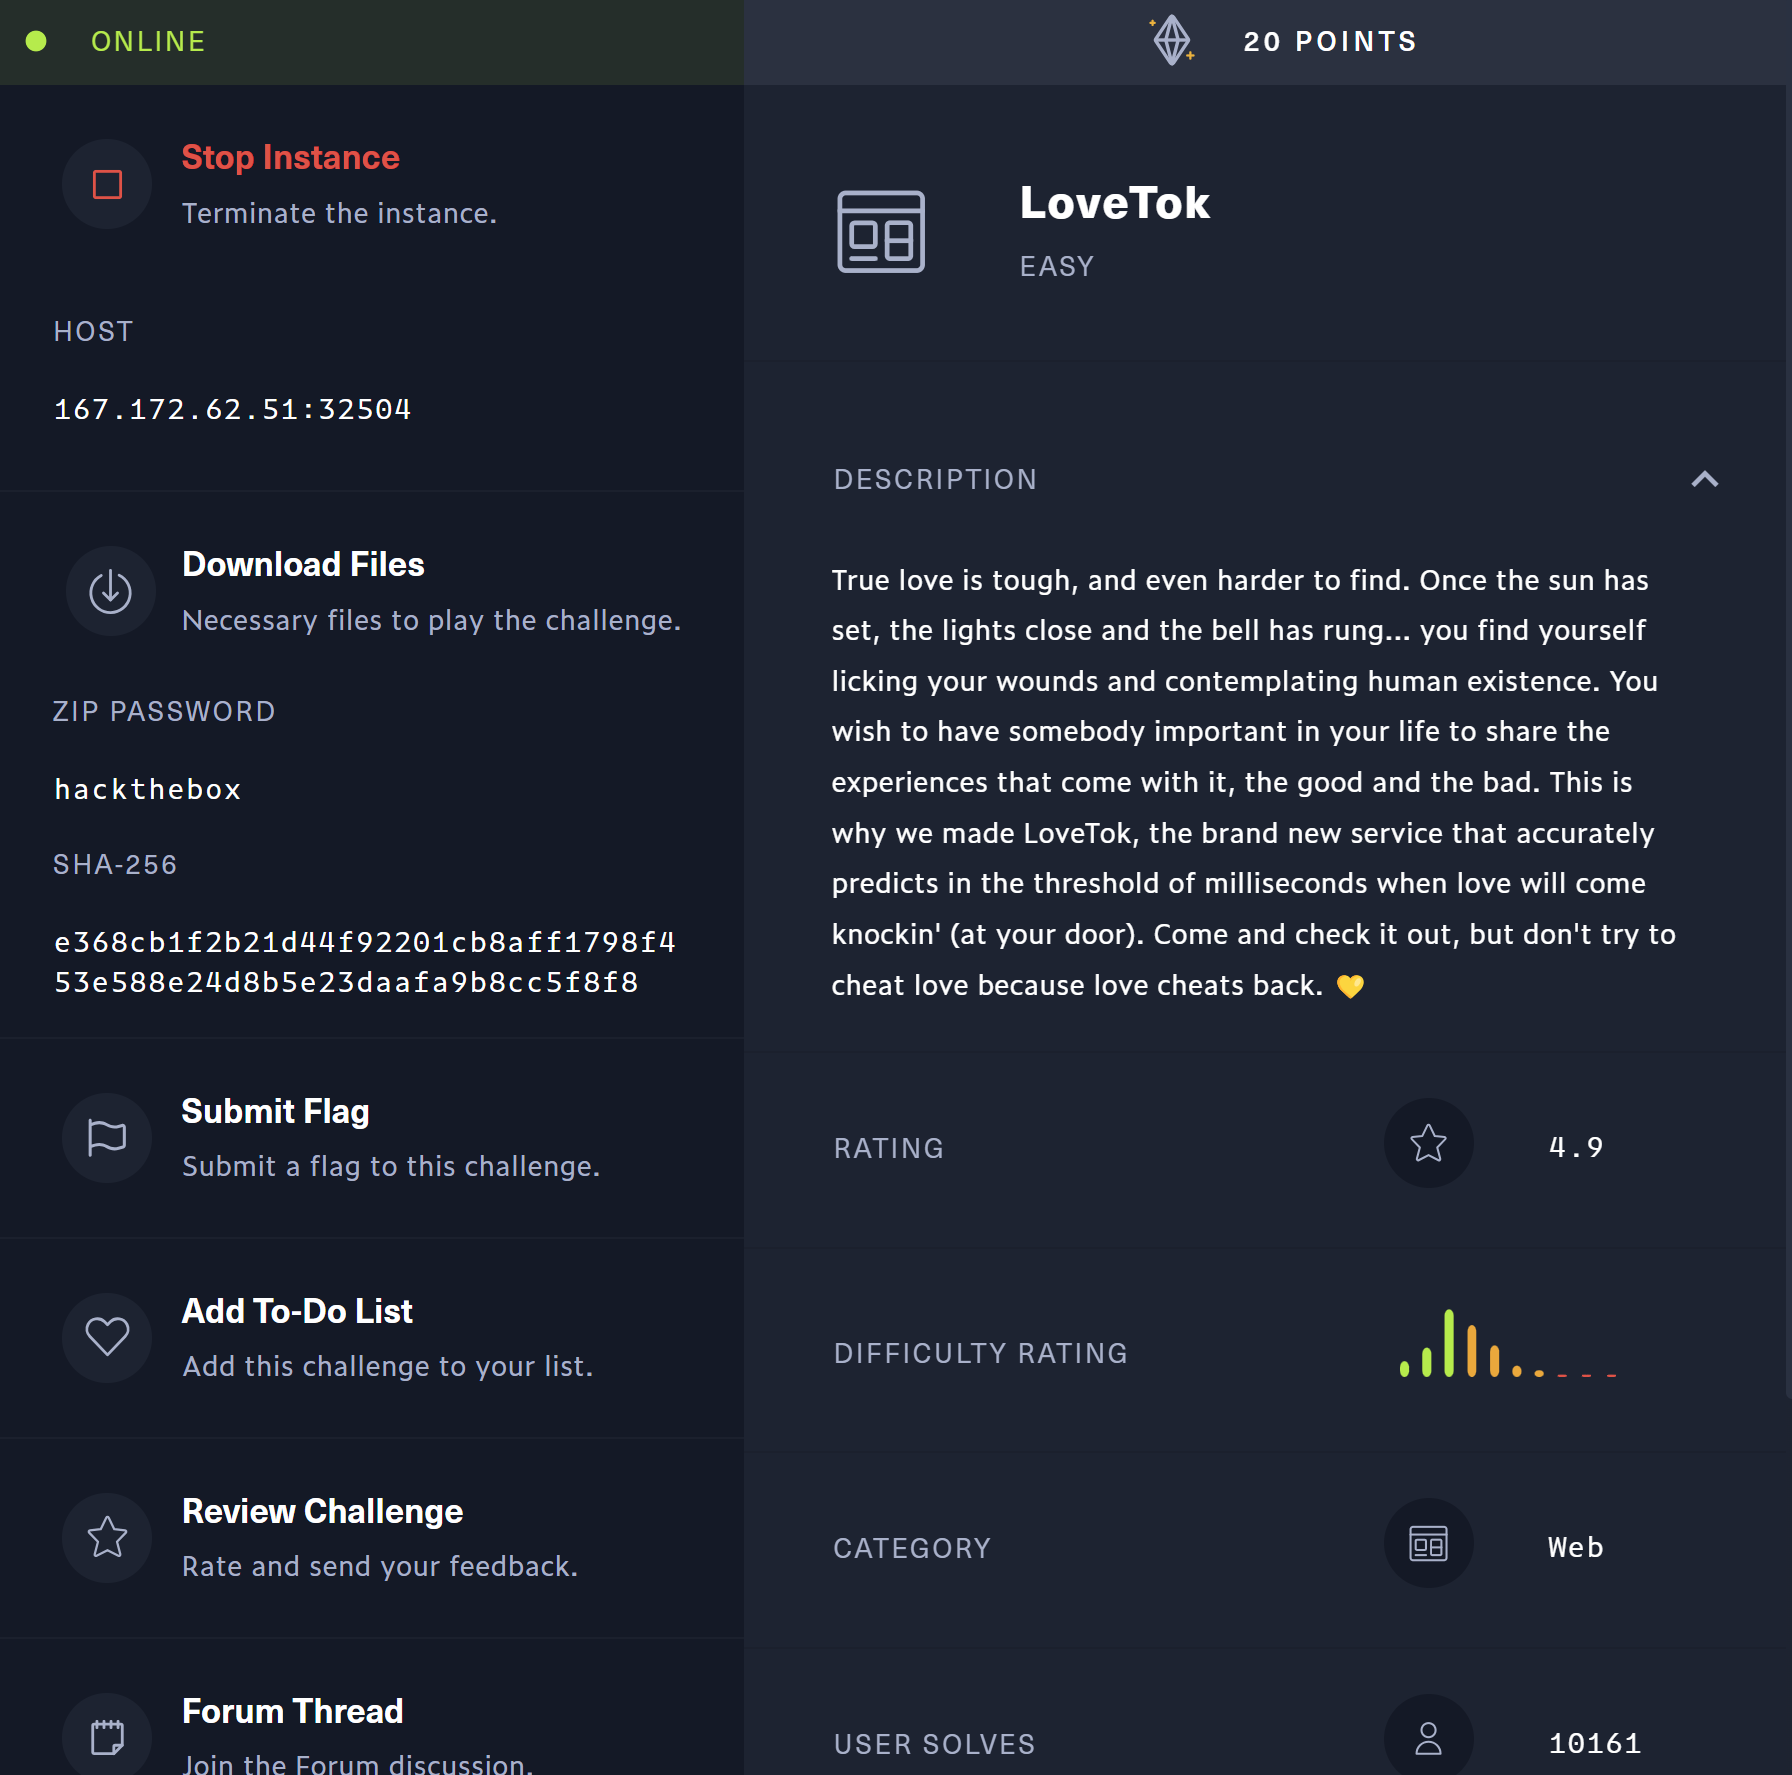 ONLINE
Stop Instance
Terminate the instance.
HOST
167.172.62.51:32504
Download Files
Necessary files to play the challenge.
ZIP PASSWORD
hackthebox
SHA-256
e368cb1f2b21d44f92201cb8aff1798f4
53e588e24d8b5e23daafa9b8cc5f8f8
Submit Flag
Submit a flag to this challenge.
Add To-Do List
Add this challenge to your list.
Review Challenge
Rate and send your feedback.
Forum Thread
Join the Forum discussion.
20 POINTS
LoveTok
EASY
DESCRIPTION
True love is tough, and even harder to find. Once the sun has
set, the lights close and the bell has rung... you find yourself
licking your wounds and contemplating human existence. You
wish to have somebody important in your life to share the
experiences that come with it, the good and the bad. This is
why we made LoveTok, the brand new service that accurately
predicts in the threshold of milliseconds when love will come
knockin' (at your door). Come and check it out, but don't try to
cheat love because love cheats back. 💛
RATING
4.9
DIFFICULTY RATING
CATEGORY
Web
USER SOLVES
10161